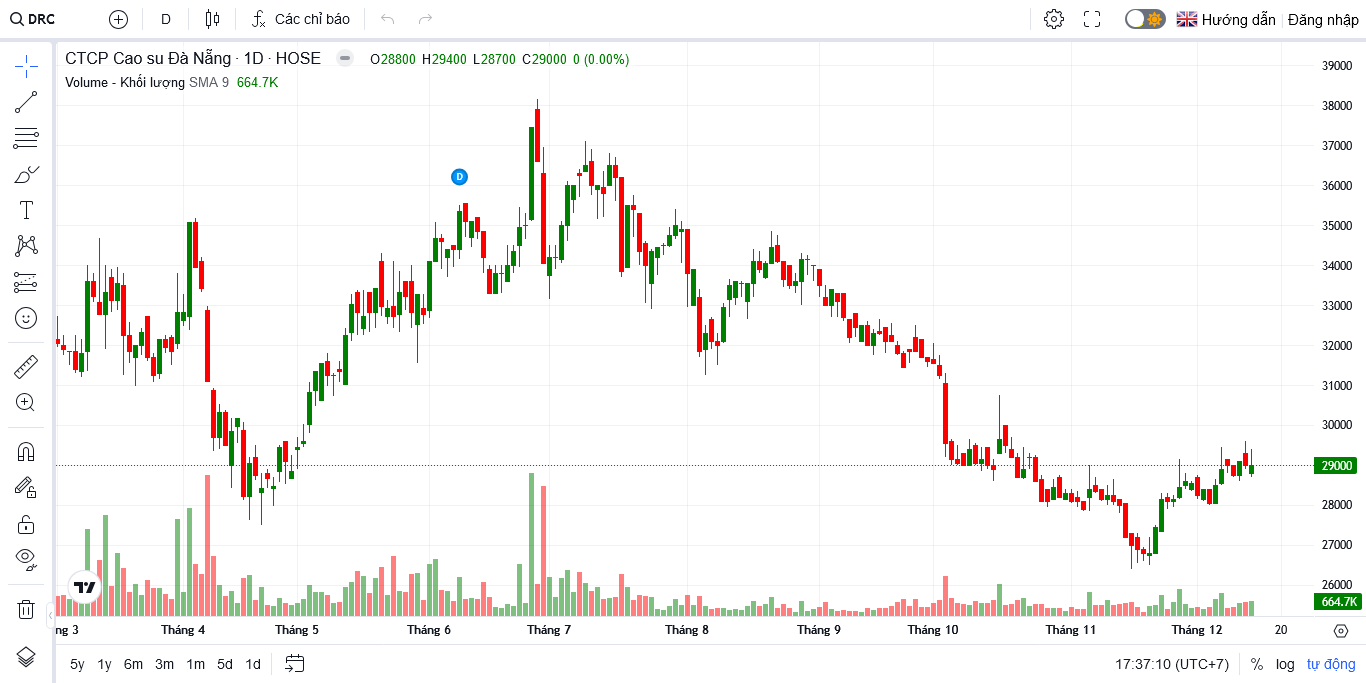 DRC D Các chỉ báo Hướng dẫn Đăng nhập
CTCP Cao su Đà Nẵng · 1D · HOSE O28800 H29400 L28700 C29000 0 (0.00%)
Volume - Khối lượng SMA 9 664.7K
D
39000
38000
37000
36000
35000
34000
33000
32000
31000
30000
29000
28000
27000
26000
664.7K
ng 3 Tháng 4 Tháng 5 Tháng 6 Tháng 7 Tháng 8 Tháng 9 Tháng 10 Tháng 11 Tháng 12 20
5y 1y 6m 3m 1m 5d 1d 17:37:10 (UTC+7) % log tự động